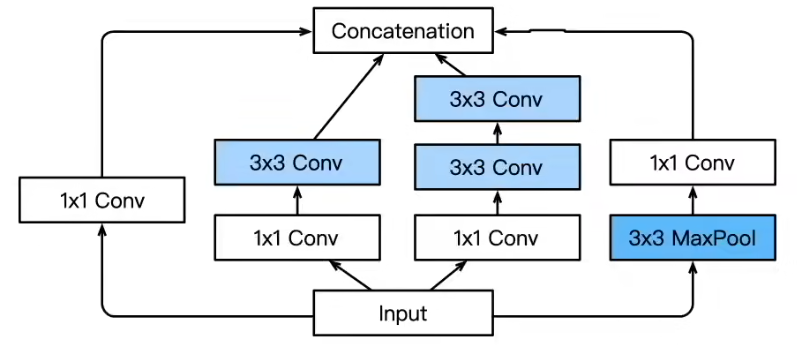 Concatenation
3x3 Conv
3x3 Conv
3x3 Conv
1x1 Conv
1x1 Conv
1x1 Conv
1x1 Conv
3x3 MaxPool
Input